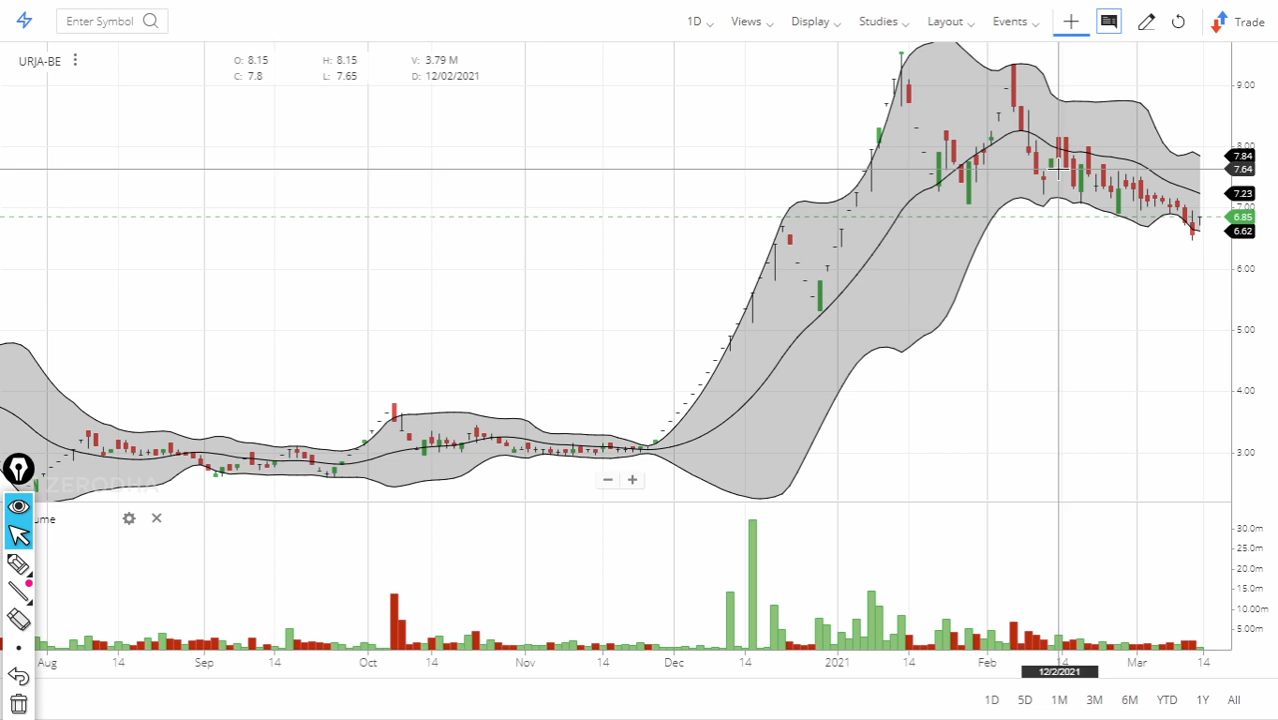 Enter Symbol
1D Views Display Studies Layout Events Trade
URJA-BE
O: 8.15 H: 8.15 V: 3.79 M
C: 7.8 L: 7.65 D: 12/02/2021
9.00
8.00
7.84
7.64
7.23
7.00
6.85
6.62
6.00
5.00
4.00
3.00
ZERODHA
ume
30.0m
25.0m
20.0m
15.0m
10.00m
5.00m
Aug 14 Sep 14 Oct 14 Nov 14 Dec 14 2021 14 Feb 14 Mar 14
12/2/2021
1D 5D 1M 3M 6M YTD 1Y All